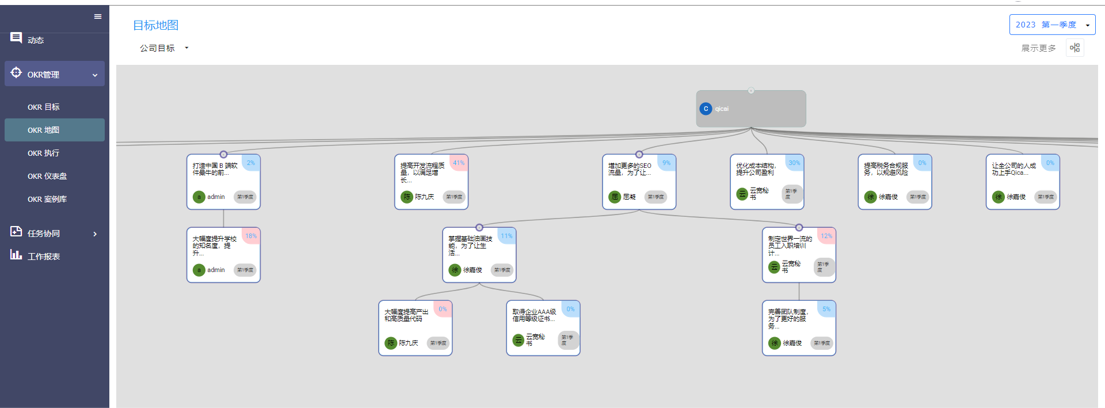 目标地图
2023 第一季度
公司目标
展示更多
动态
OKR管理
OKR 目标
OKR 地图
OKR 执行
OKR 仪表盘
OKR 案例库
任务协同
工作报表
C qicai
打造中国 B 端软
件最牛的前...
2%
a admin
第1季度
提高开发流程质
量，以满足增
长...
41%
陈 陈九庆
第1季度
增加更多的SEO
流量，为了让...
9%
第1季度
优化成本结构，
提升公司盈利
30%
云 云宽秘
书
第1季
度
提高税务合规服
务，以规避风险
0%
徐 徐霞俊
第1季度
让全公司的人成
功上手Oica...
0%
徐 徐霞俊
第1季度
大幅度提升学校
的知名度，提
升...
18%
a admin
第1季度
掌握基础油画技
能，为了让生
活...
11%
徐 徐霞俊
第1季度
制定世界一流的
员工入职培训
计...
12%
云 云宽秘
书
第1季
度
大幅度提高产出
和高质量代码
0%
陈 陈九庆
第1季度
取得企业AAA级
信用等级证书...
0%
云 云宽秘
书
第1季
度
完善团队制度，
为了更好的服
务...
5%
徐 徐霞俊
第1季度